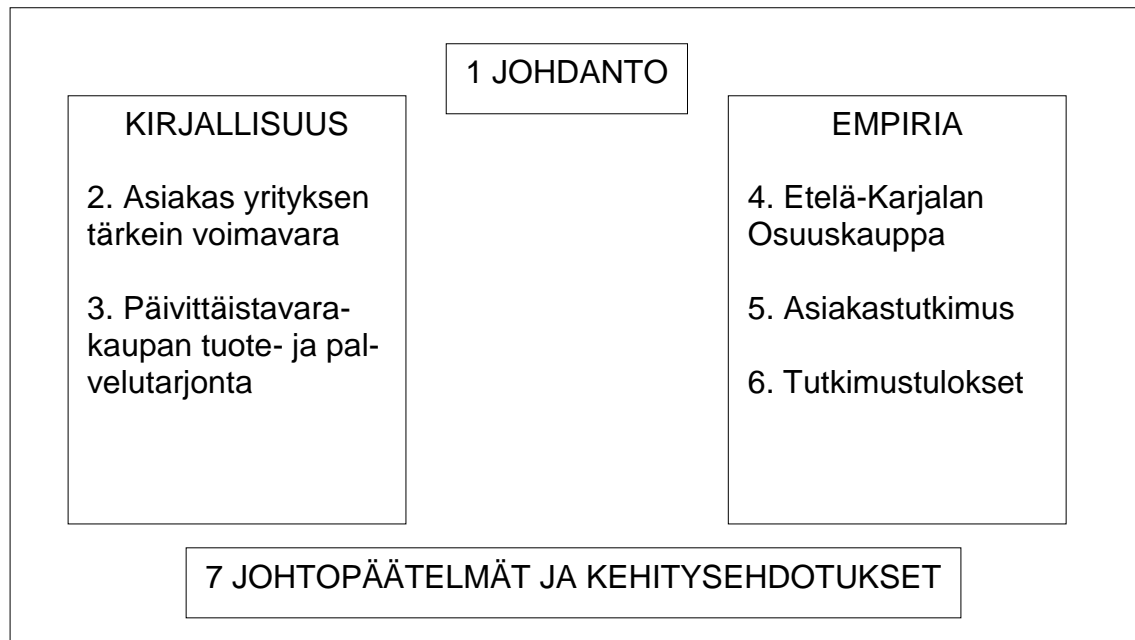 1 JOHDANTO
KIRJALLISUUS
2. Asiakas yrityksen
tärkein voimavara
3. Päivittäistavara-
kaupan tuote- ja pal-
velutarjonta
EMPIRIA
4. Etelä-Karjalan
Osuuskauppa
5. Asiakastutkimus
6. Tutkimustulokset
7 JOHTOPÄÄTELMÄT JA KEHITYSEHDOTUKSET